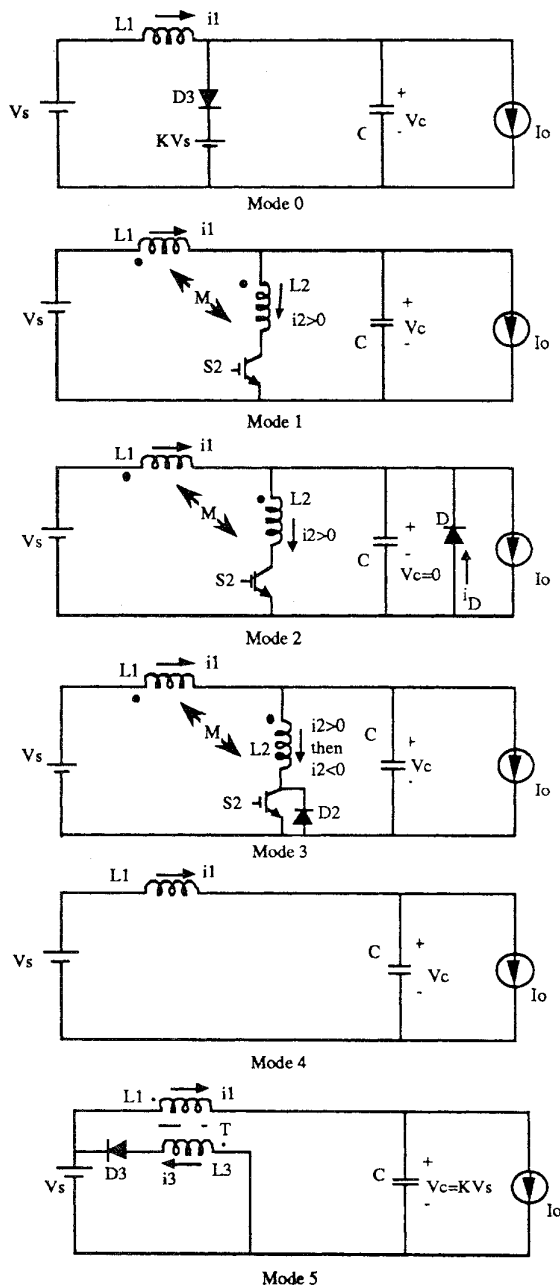 L1 i1
D3
Vs
KVs
+
C Vc
-
Io
Mode 0
L1 i1
M
L2
i2>0
Vs
S2
+
C Vc
-
Io
Mode 1
L1 i1
M
L2
i2>0
Vs
S2
+
C
-
Vc=0
D
iD
Io
Mode 2
L1 i1
M
L2
i2>0
then
i2<0
Vs
S2
D2
+
C
Vc
-
Io
Mode 3
L1 i1
Vs
+
C
Vc
-
Io
Mode 4
L1 i1
T
D3
i3
L3
Vs
+
C
Vc=KVs
-
Io
Mode 5